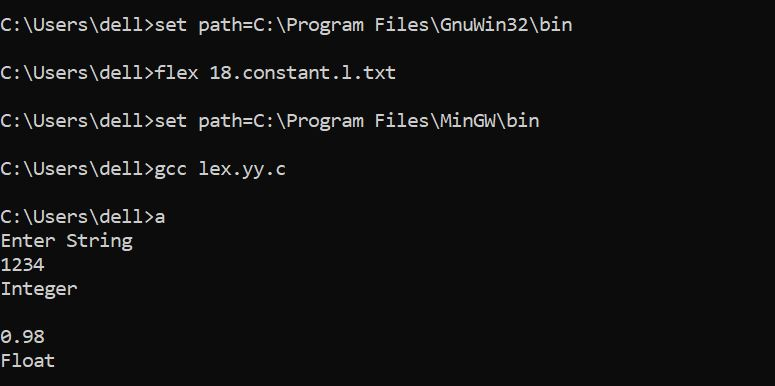 C:\Users\dell>set path=C:\Program Files\GnuWin32\bin
C:\Users\dell>flex 18.constant.l.txt
C:\Users\dell>set path=C:\Program Files\MinGW\bin
C:\Users\dell>gcc lex.yy.c
C:\Users\dell>a
Enter String
1234
Integer
0.98
Float